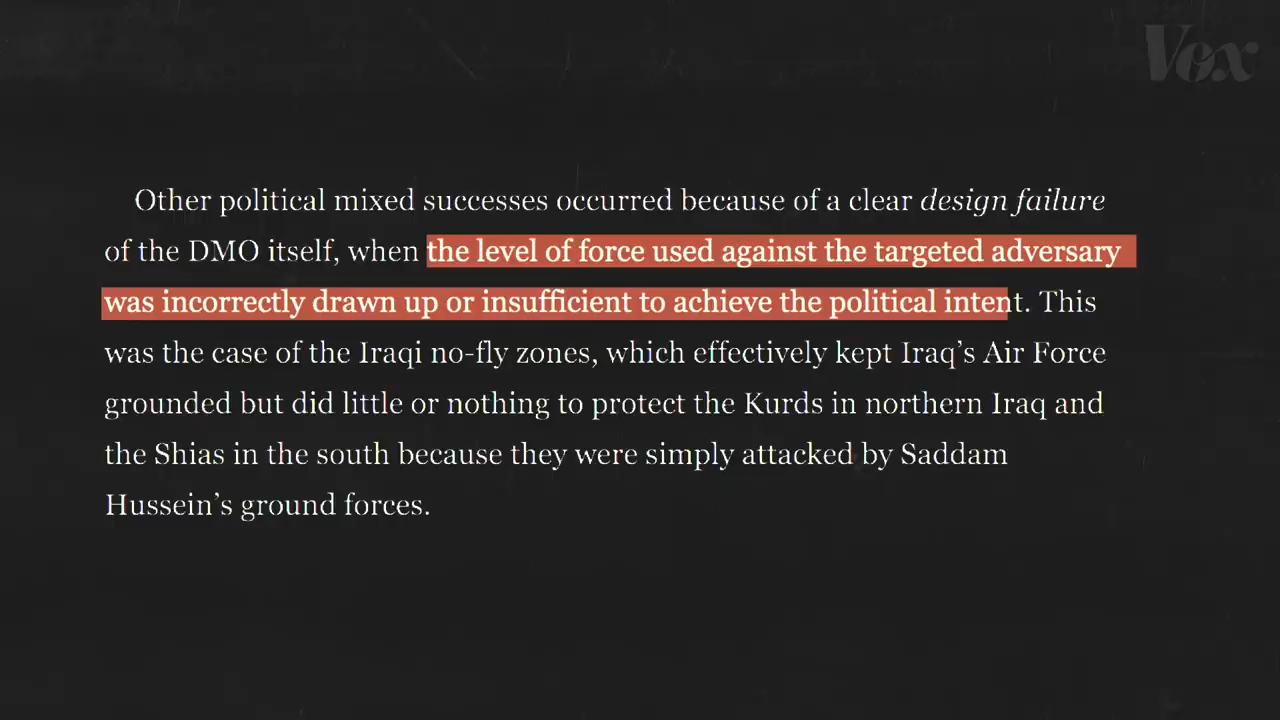 Vox
Other political mixed successes occurred because of a clear design failure
of the DMO itself, when the level of force used against the targeted adversary
was incorrectly drawn up or insufficient to achieve the political intent. This
was the case of the Iraqi no-fly zones, which effectively kept Iraq’s Air Force
grounded but did little or nothing to protect the Kurds in northern Iraq and
the Shias in the south because they were simply attacked by Saddam
Hussein’s ground forces.